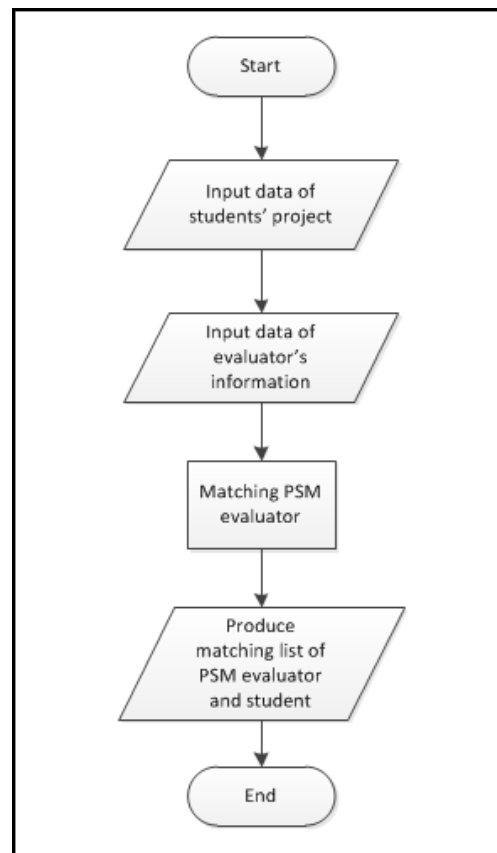 Start
Input data of
students’ project
Input data of
evaluator’s
information
Matching PSM
evaluator
Produce
matching list of
PSM evaluator
and student
End